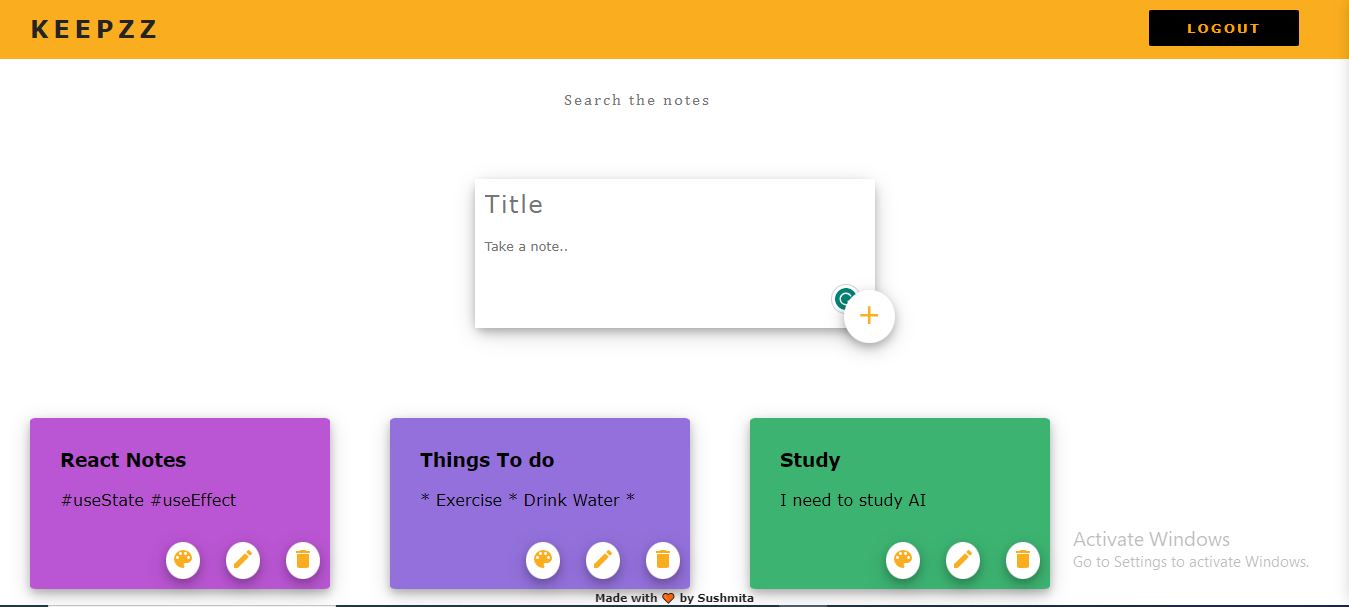 KEEPZZ
LOGOUT
Search the notes
Title
Take a note..
React Notes
#useState #useEffect
Things To do
* Exercise * Drink Water *
Study
I need to study AI
Activate Windows
Go to Settings to activate Windows.
Made with 🧡 by Sushmita